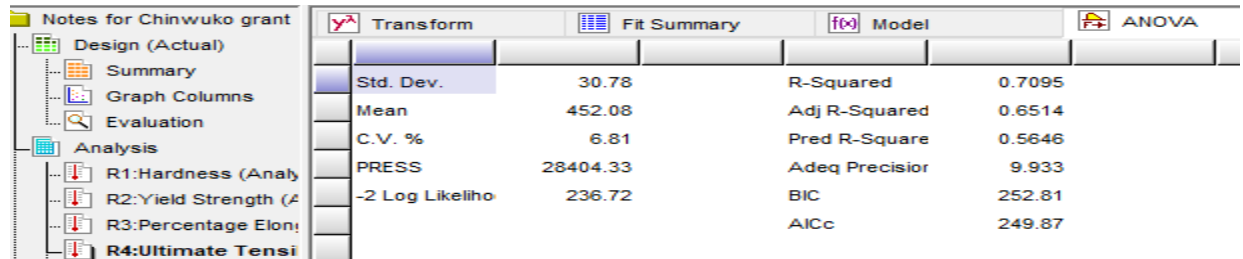 Notes for Chinwuko grant
Design (Actual)
Summary
Graph Columns
Evaluation
Analysis
R1:Hardness (Analy
R2:Yield Strength (A
R3:Percentage Elon
R4:Ultimate Tensi
yλ Transform Fit Summary f(x) Model ANOVA
Std. Dev. 30.78 R-Squared 0.7095
Mean 452.08 Adj R-Squared 0.6514
C.V. % 6.81 Pred R-Square 0.5646
PRESS 28404.33 Adeq Precision 9.933
-2 Log Likeliho 236.72 BIC 252.81
AICc 249.87